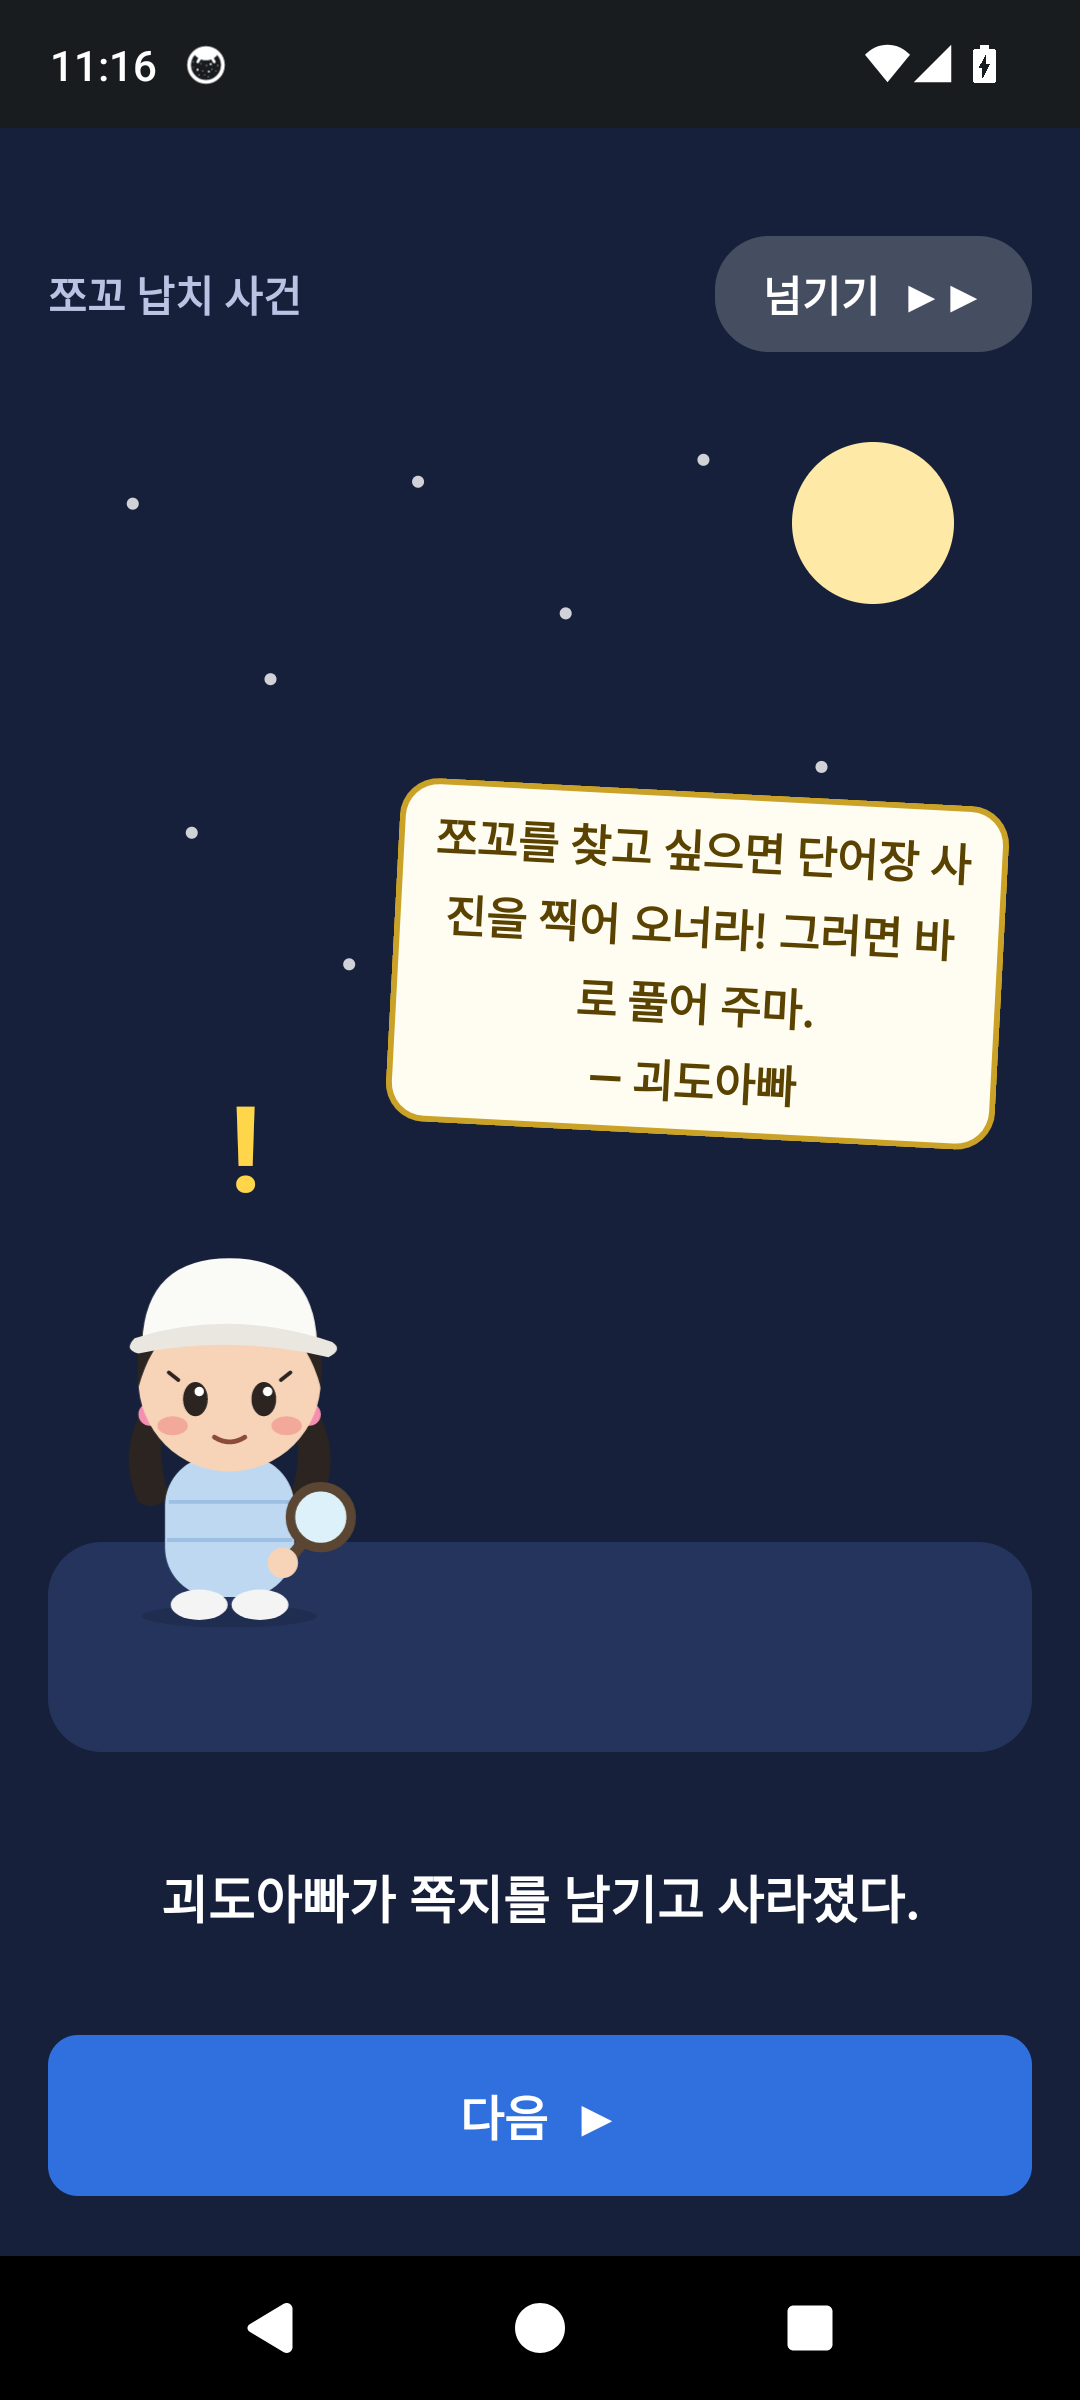 11:16
쪼꼬 납치 사건
넘기기 ▶▶
쪼꼬를 찾고 싶으면 단어장 사
진을 찍어 오너라! 그러면 바
로 풀어 주마.
– 괴도아빠
!
괴도아빠가 쪽지를 남기고 사라졌다.
다음 ▶